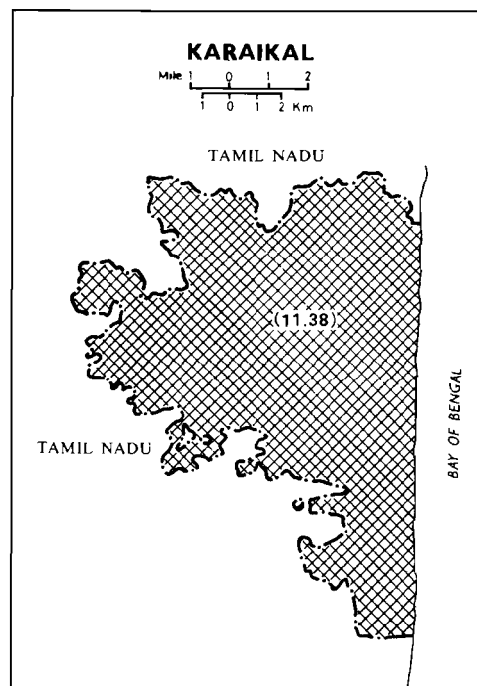 KARAIKAL
Mile 1 0 1 2
1 0 1 2 Km
TAMIL NADU
(11.38)
TAMIL NADU
BAY OF BENGAL